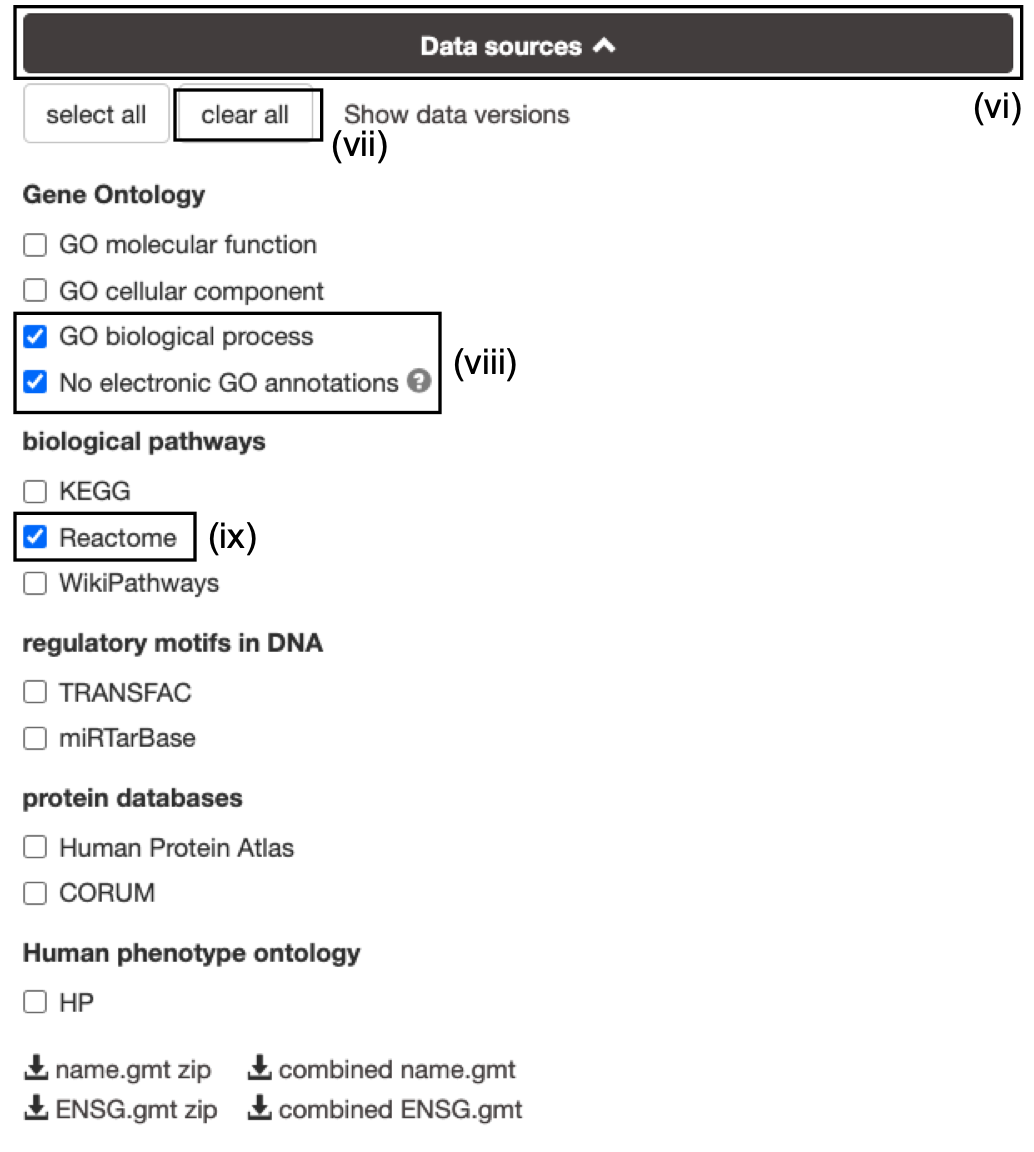 Data sources
(vi)
select all clear all Show data versions
(vii)
Gene Ontology
GO molecular function
GO cellular component
GO biological process
(viii)
No electronic GO annotations ?
biological pathways
KEGG
Reactome (ix)
WikiPathways
regulatory motifs in DNA
TRANSFAC
miRTarBase
protein databases
Human Protein Atlas
CORUM
Human phenotype ontology
HP
name.gmt zip combined name.gmt
ENSG.gmt zip combined ENSG.gmt